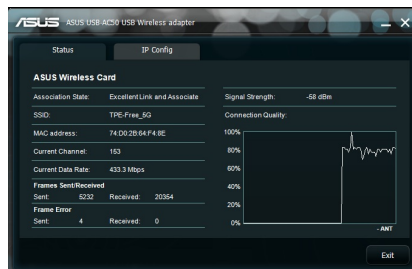 ASUS ASUS USB-AC50 USB Wireless adapter
Status IP Config
ASUS Wireless Card
Association State: Excellent Link and Associate
SSID: TPE-Free_5G
MAC address: 74:D0:2B:64:F4:8E
Current Channel: 153
Current Data Rate: 433.3 Mbps
Frames Sent/Received
Sent: 5232 Received: 20354
Frame Error
Sent: 4 Received: 0
Signal Strength: -58 dBm
Connection Quality:
100%
80%
60%
40%
20%
0%
- ANT
Exit